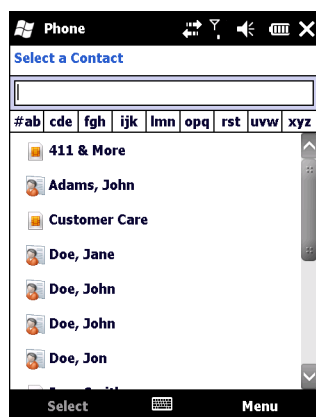 Phone
Select a Contact
#ab cde fgh ijk lmn opq rst uvw xyz
411 & More
Adams, John
Customer Care
Doe, Jane
Doe, John
Doe, John
Doe, Jon
Select Menu